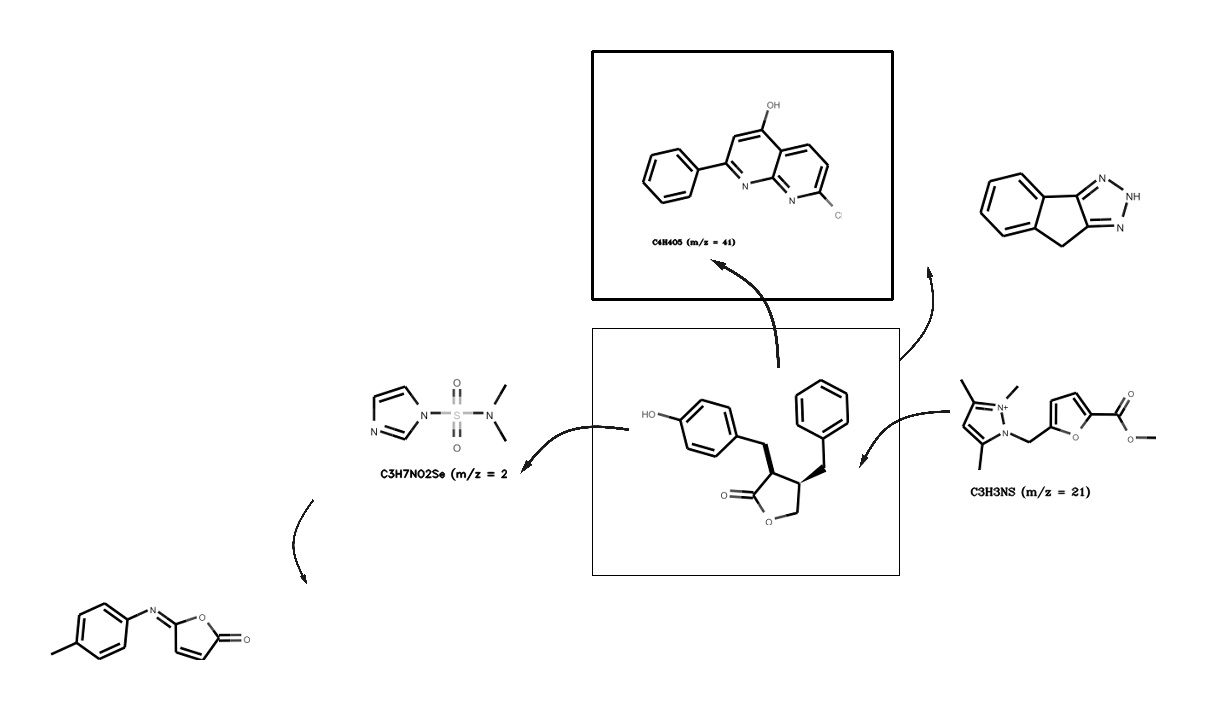 OH
N
N
Cl
C4H4O5 (m/z = 41)
N
NH
N
O
N
S
N
N
O
C3H7NO2Se (m/z = 2
HO
O
O
N+
N
O
O
O
C3H3NS (m/z = 21)
N
O
O